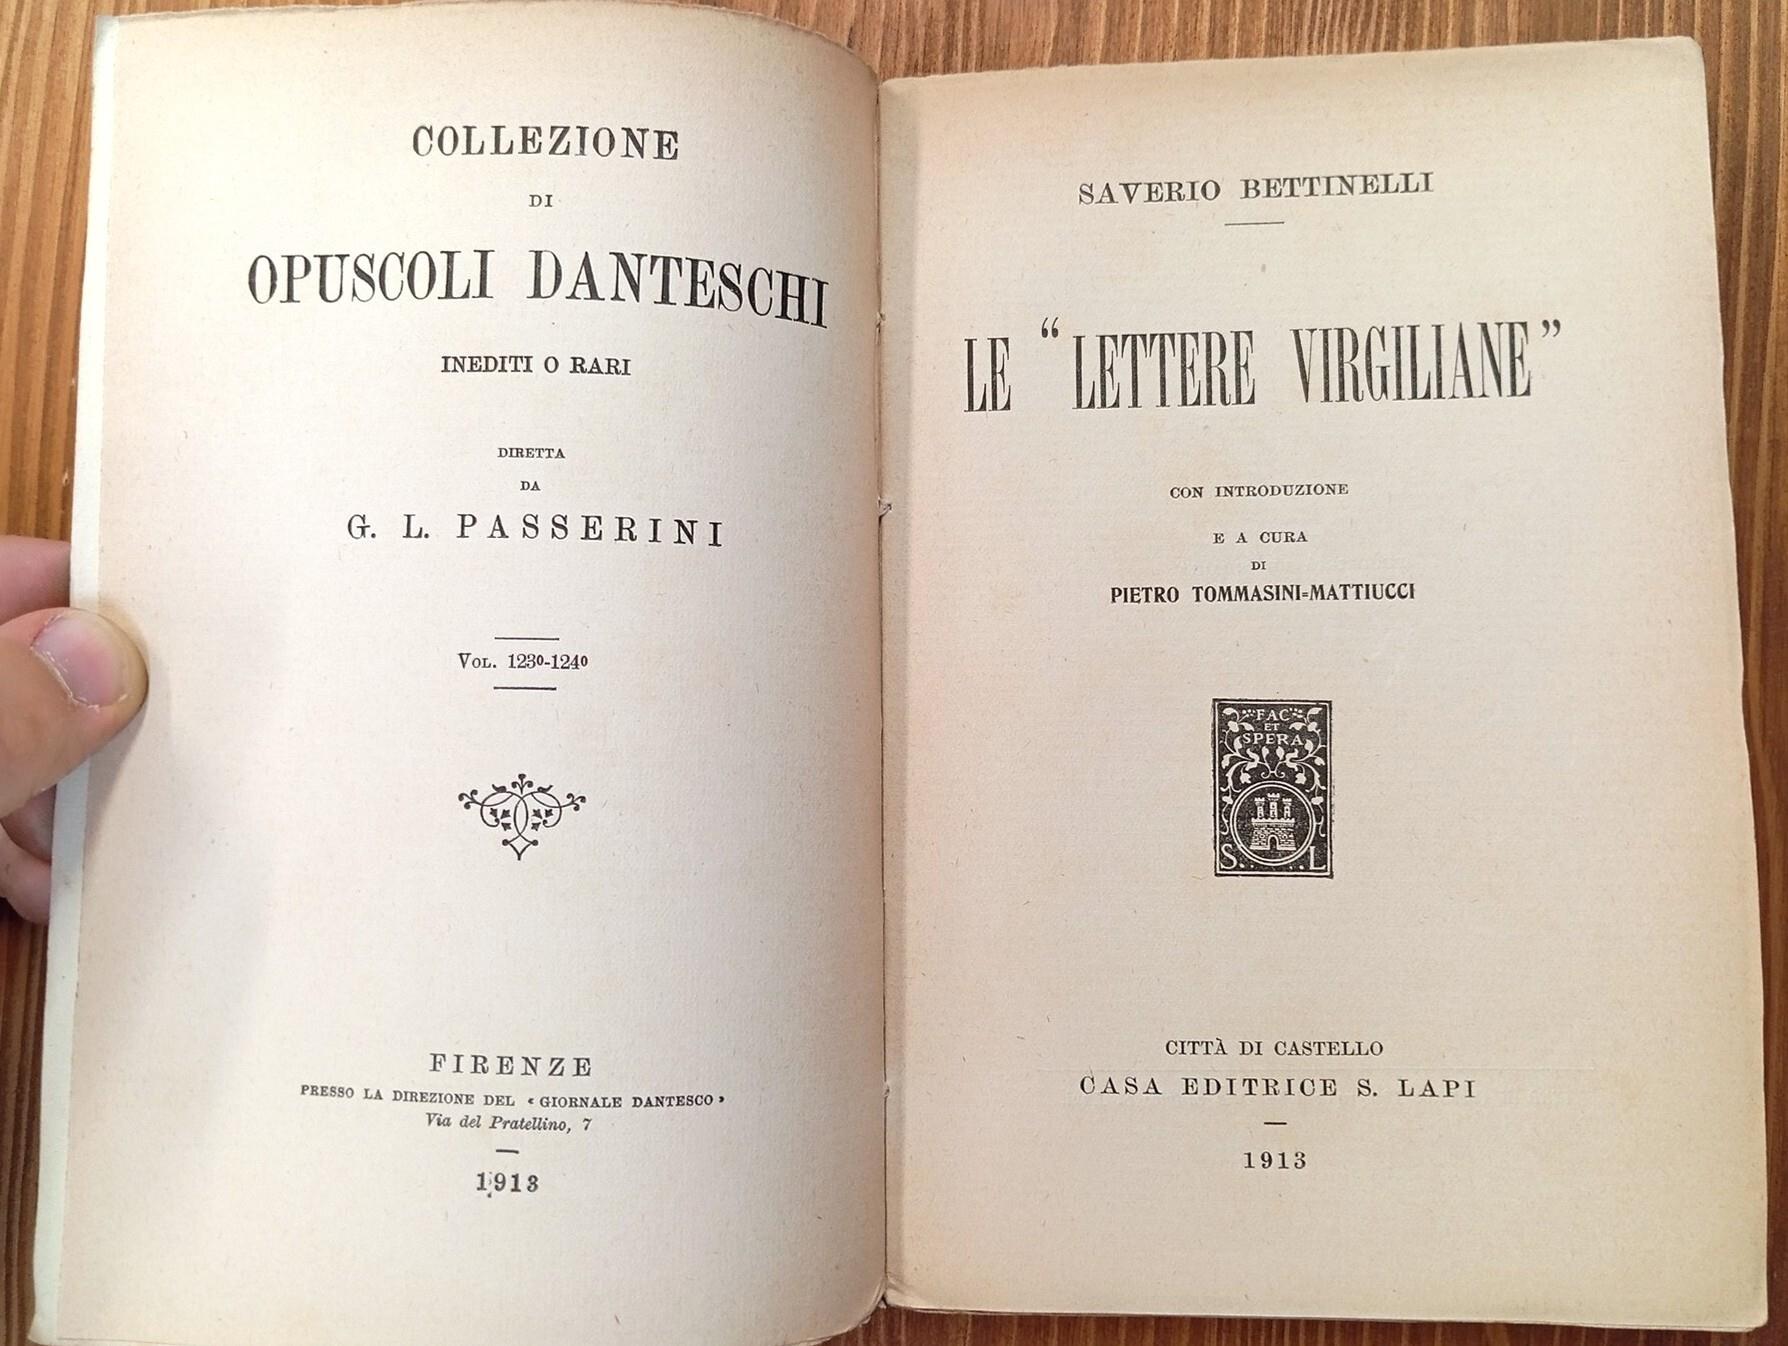 COLLEZIONE
DI
OPUSCOLI DANTESCHI
INEDITI O RARI
DIRETTA
DA
G. L. PASSERINI
VOL. 123º-124º
FIRENZE
PRESSO LA DIREZIONE DEL « GIORNALE DANTESCO »
Via del Pratellino, 7
1913
SAVERIO BETTINELLI
LE “LETTERE VIRGILIANE”
CON INTRODUZIONE
E A CURA
DI
PIETRO TOMMASINI=MATTIUCCI
FAC
ET
SPERA
S. L
CITTÀ DI CASTELLO
CASA EDITRICE S. LAPI
1913